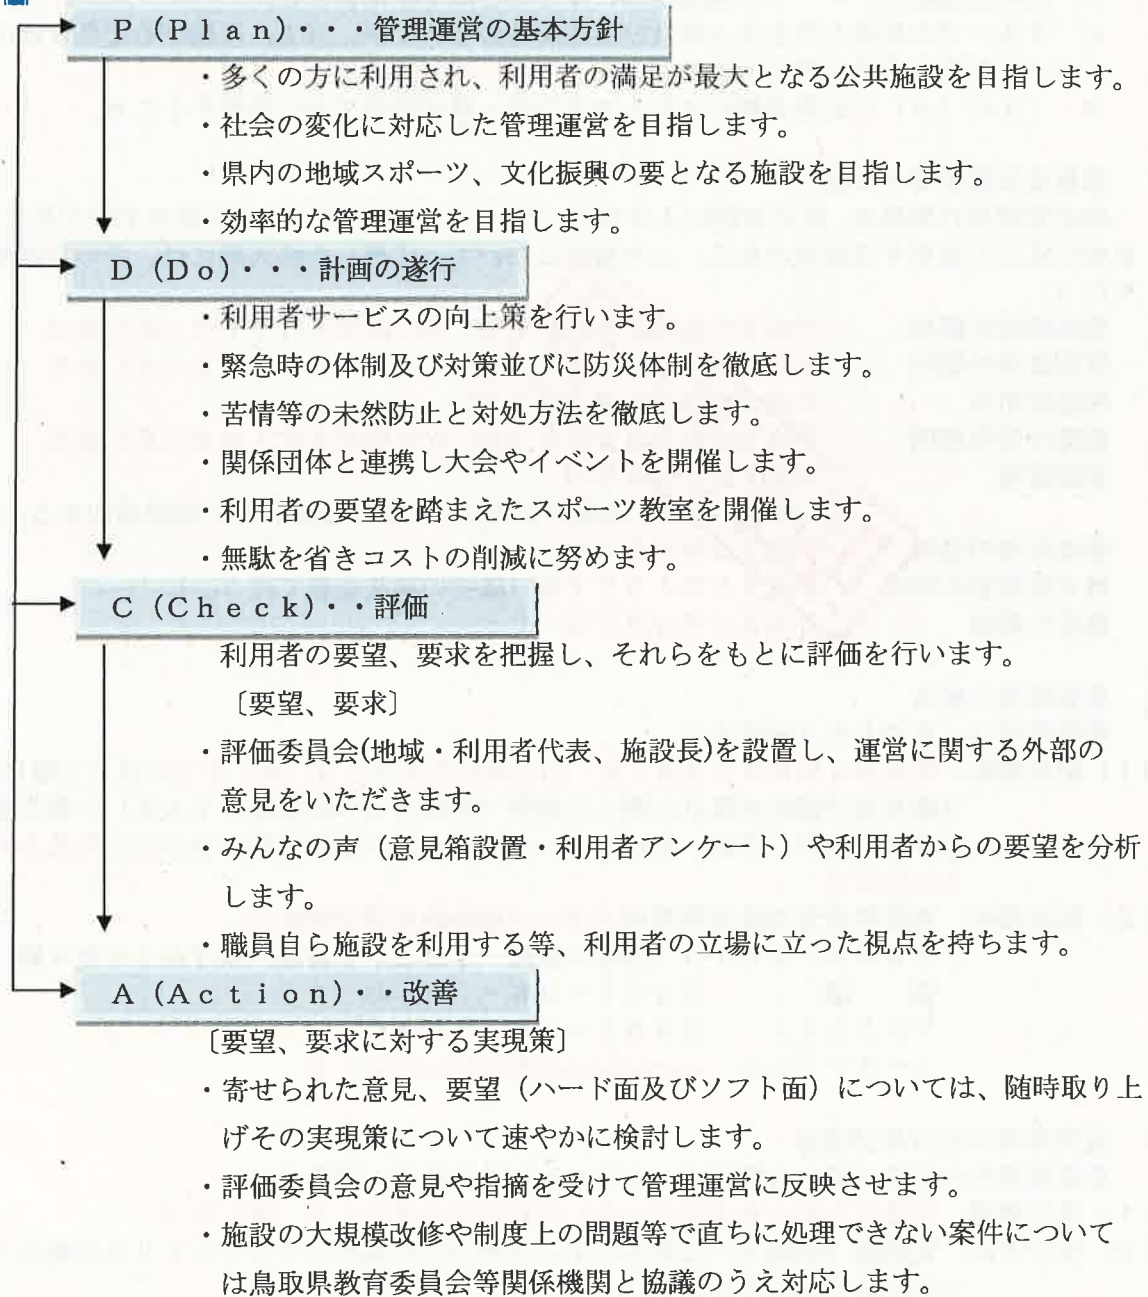 P(Plan)・・・管理運営の基本方針
・多くの方に利用され、利用者の満足が最大となる公共施設を目指します。
・社会の変化に対応した管理運営を目指します。
・県内の地域スポーツ、文化振興の要となる施設を目指します。
・効率的な管理運営を目指します。
D(Do)・・・計画の遂行
・利用者サービスの向上策を行います。
・緊急時の体制及び対策並びに防災体制を徹底します。
・苦情等の未然防止と対処方法を徹底します。
・関係団体と連携し大会やイベントを開催します。
・利用者の要望を踏まえたスポーツ教室を開催します。
・無駄を省きコストの削減に努めます。
C(Check)・・評価
利用者の要望、要求を把握し、それらをもとに評価を行います。
〔要望、要求〕
・評価委員会(地域・利用者代表、施設長)を設置し、運営に関する外部の
意見をいただきます。
・みんなの声（意見箱設置・利用者アンケート）や利用者からの要望を分析
します。
・職員自ら施設を利用する等、利用者の立場に立った視点を持ちます。
A(Action)・・改善
〔要望、要求に対する実現策〕
・寄せられた意見、要望（ハード面及びソフト面）については、随時取り上
げその実現策について速やかに検討します。
・評価委員会の意見や指摘を受けて管理運営に反映させます。
・施設の大規模改修や制度上の問題等で直ちに処理できない案件について
は鳥取県教育委員会等関係機関と協議のうえ対応します。